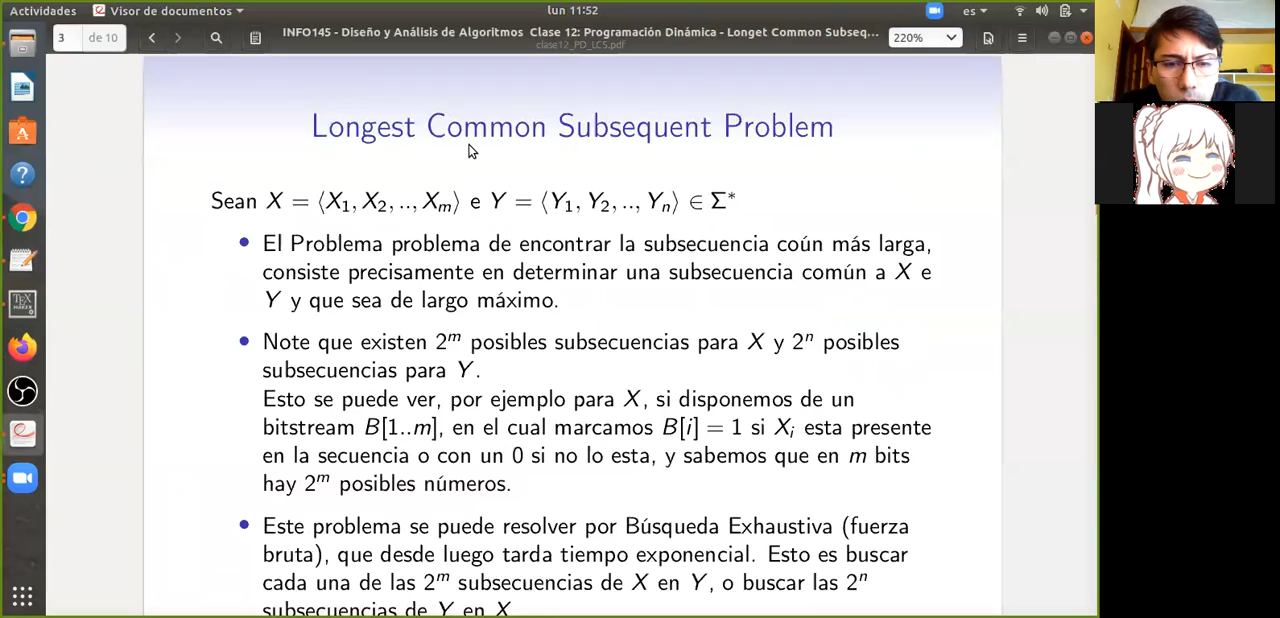 Actividades Visor de documentos lun 11:52 es
3 de 10 INFO145 - Diseño y Análisis de Algoritmos Clase 12: Programación Dinámica - Longet Common Subseq... 220%
clase12_PD_LCS.pdf
Longest Common Subsequent Problem
Sean X = ⟨X₁, X₂, .., Xₘ⟩ e Y = ⟨Y₁, Y₂, .., Yₙ⟩ ∈ Σ*
• El Problema problema de encontrar la subsecuencia coún más larga,
consiste precisamente en determinar una subsecuencia común a X e
Y y que sea de largo máximo.
• Note que existen 2ᵐ posibles subsecuencias para X y 2ⁿ posibles
subsecuencias para Y.
Esto se puede ver, por ejemplo para X, si disponemos de un
bitstream B[1..m], en el cual marcamos B[i] = 1 si Xᵢ esta presente
en la secuencia o con un 0 si no lo esta, y sabemos que en m bits
hay 2ᵐ posibles números.
• Este problema se puede resolver por Búsqueda Exhaustiva (fuerza
bruta), que desde luego tarda tiempo exponencial. Esto es buscar
cada una de las 2ᵐ subsecuencias de X en Y, o buscar las 2ⁿ
subsecuencias de Y en X